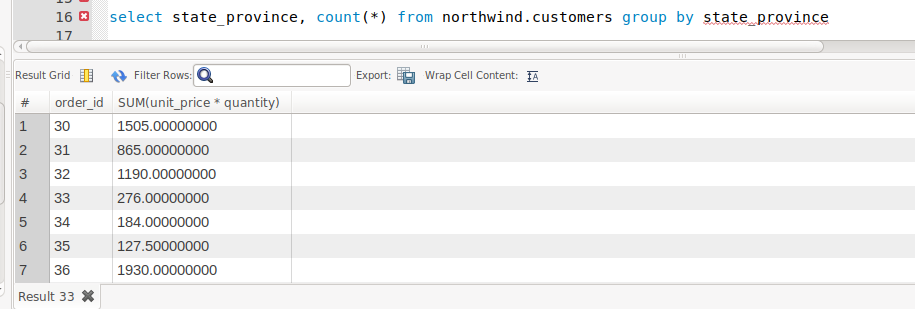 15
16 select state_province, count(*) from northwind.customers group by state_province
17
Result Grid Filter Rows: Export: Wrap Cell Content: IA
# order_id SUM(unit_price * quantity)
1 30 1505.00000000
2 31 865.00000000
3 32 1190.00000000
4 33 276.00000000
5 34 184.00000000
6 35 127.50000000
7 36 1930.00000000
Result 33